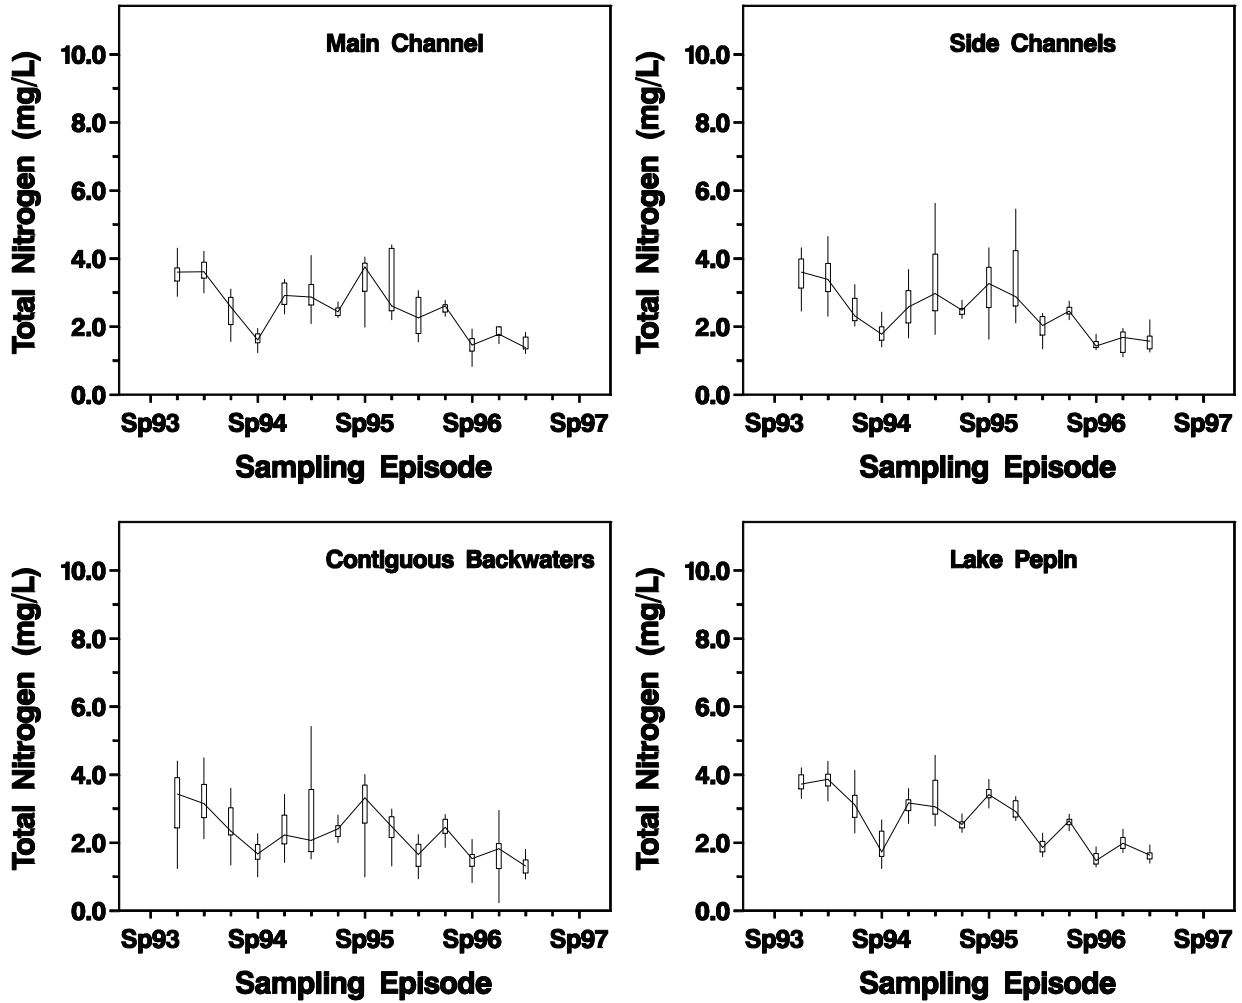 Main Channel
Total Nitrogen (mg/L)
10.0
8.0
6.0
4.0
2.0
0.0
Sp93 Sp94 Sp95 Sp96 Sp97
Sampling Episode
Side Channels
Total Nitrogen (mg/L)
10.0
8.0
6.0
4.0
2.0
0.0
Sp93 Sp94 Sp95 Sp96 Sp97
Sampling Episode
Contiguous Backwaters
Total Nitrogen (mg/L)
10.0
8.0
6.0
4.0
2.0
0.0
Sp93 Sp94 Sp95 Sp96 Sp97
Sampling Episode
Lake Pepin
Total Nitrogen (mg/L)
10.0
8.0
6.0
4.0
2.0
0.0
Sp93 Sp94 Sp95 Sp96 Sp97
Sampling Episode